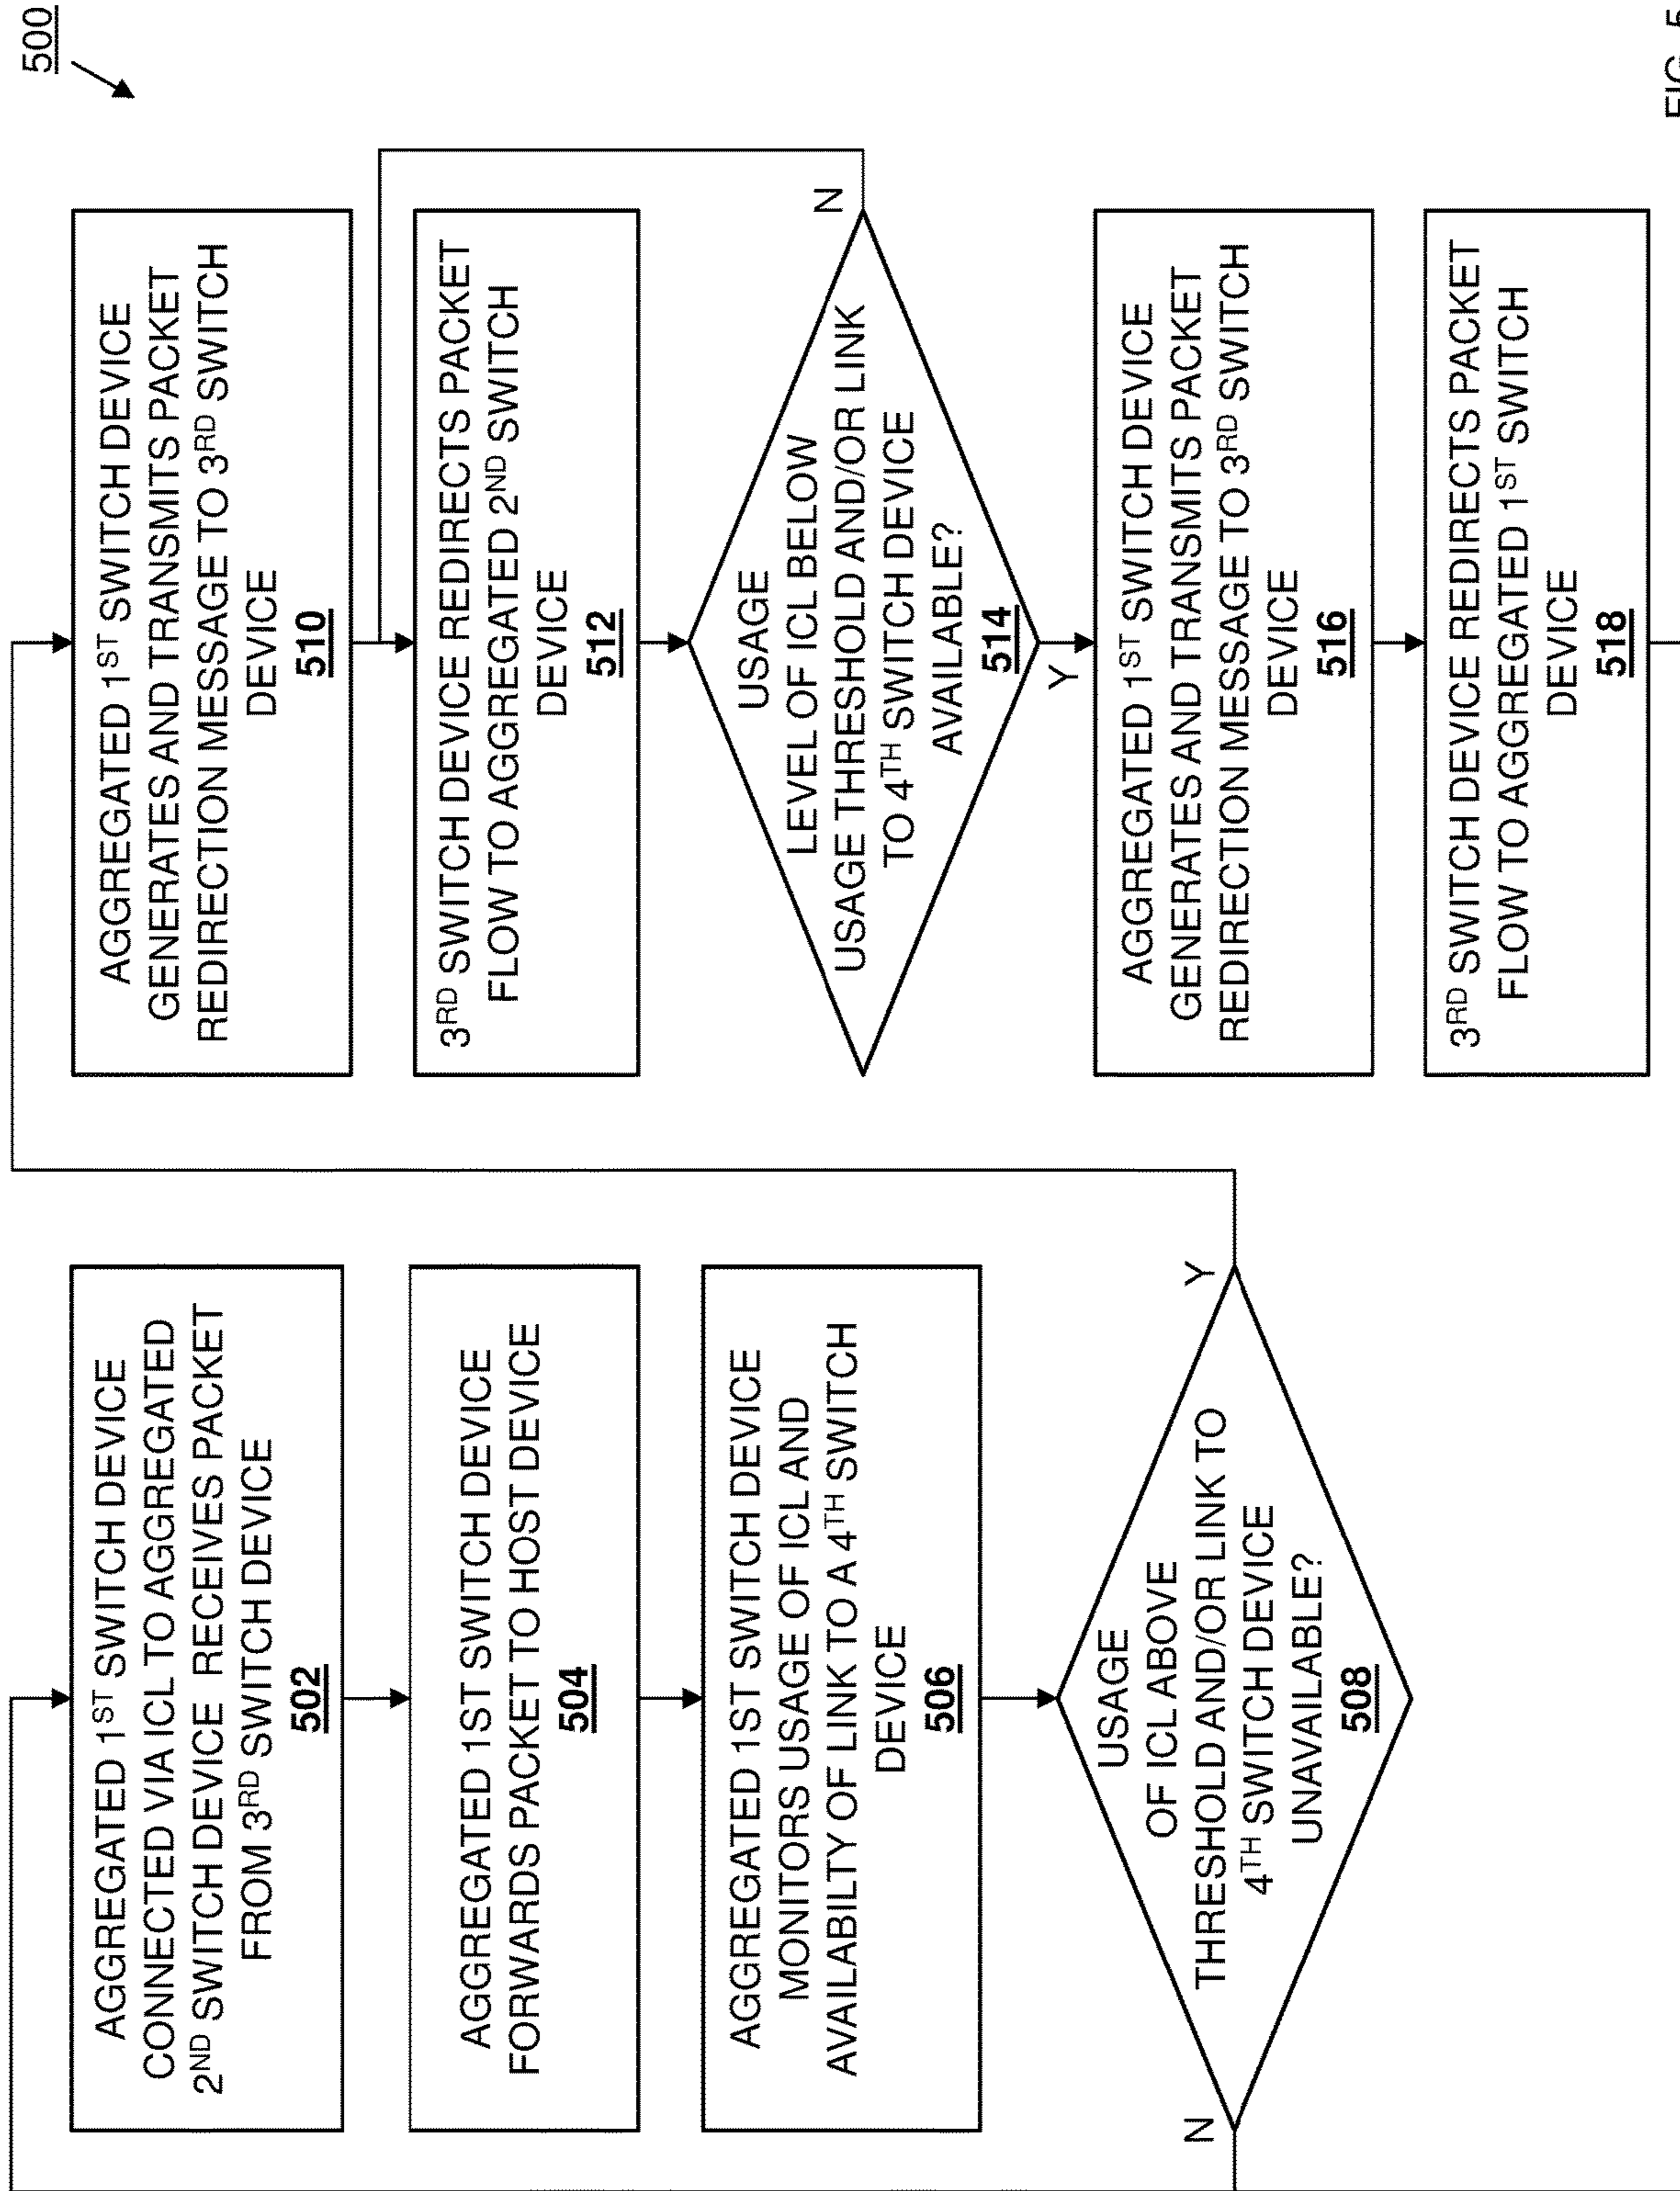 500
AGGREGATED 1ST SWITCH DEVICE
CONNECTED VIA ICL TO AGGREGATED
2ND SWITCH DEVICE RECEIVES PACKET
FROM 3RD SWITCH DEVICE
502
AGGREGATED 1ST SWITCH DEVICE
FORWARDS PACKET TO HOST DEVICE
504
AGGREGATED 1ST SWITCH DEVICE
MONITORS USAGE OF ICL AND
AVAILABILTY OF LINK TO A 4TH SWITCH
DEVICE
506
USAGE
OF ICL ABOVE
THRESHOLD AND/OR LINK TO
4TH SWITCH DEVICE
UNAVAILABLE?
508
N
Y
AGGREGATED 1ST SWITCH DEVICE
GENERATES AND TRANSMITS PACKET
REDIRECTION MESSAGE TO 3RD SWITCH
DEVICE
510
3RD SWITCH DEVICE REDIRECTS PACKET
FLOW TO AGGREGATED 2ND SWITCH
DEVICE
512
USAGE
LEVEL OF ICL BELOW
USAGE THRESHOLD AND/OR LINK
TO 4TH SWITCH DEVICE
AVAILABLE?
514
N
Y
AGGREGATED 1ST SWITCH DEVICE
GENERATES AND TRANSMITS PACKET
REDIRECTION MESSAGE TO 3RD SWITCH
DEVICE
516
3RD SWITCH DEVICE REDIRECTS PACKET
FLOW TO AGGREGATED 1ST SWITCH
DEVICE
518
FIG. 5